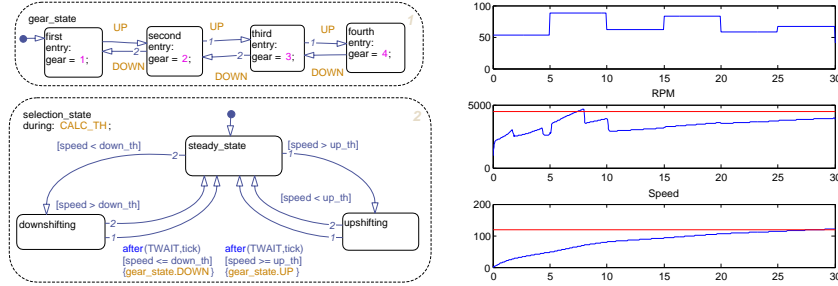 gear_state
1
first
entry:
gear = 1;
UP
2
DOWN
second
entry:
gear = 2;
UP
1
2
DOWN
third
entry:
gear = 3;
UP
1
2
DOWN
fourth
entry:
gear = 4;
selection_state
during: CALC_TH;
2
steady_state
[speed < down_th]
2
1
[speed > up_th]
[speed > down_th]
[speed < up_th]
downshifting
2
1
upshifting
2
1
after(TWAIT,tick)
[speed <= down_th]
{gear_state.DOWN}
after(TWAIT,tick)
[speed >= up_th]
{gear_state.UP }
100
50
0
0 5 10 15 20 25 30
RPM
5000
0
0 5 10 15 20 25 30
Speed
200
100
0
0 5 10 15 20 25 30